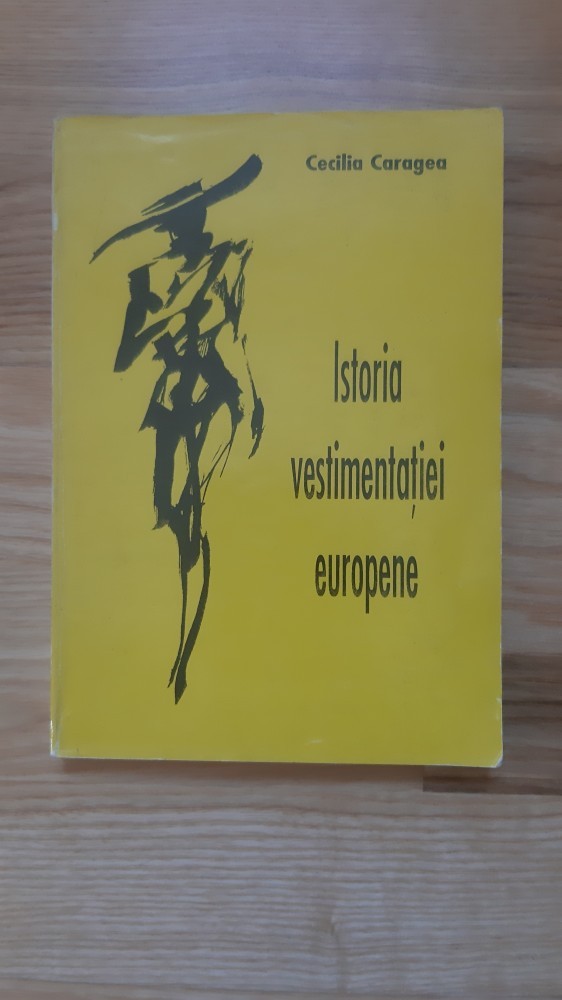 Cecilia Caragea
Istoria
vestimentației
europene